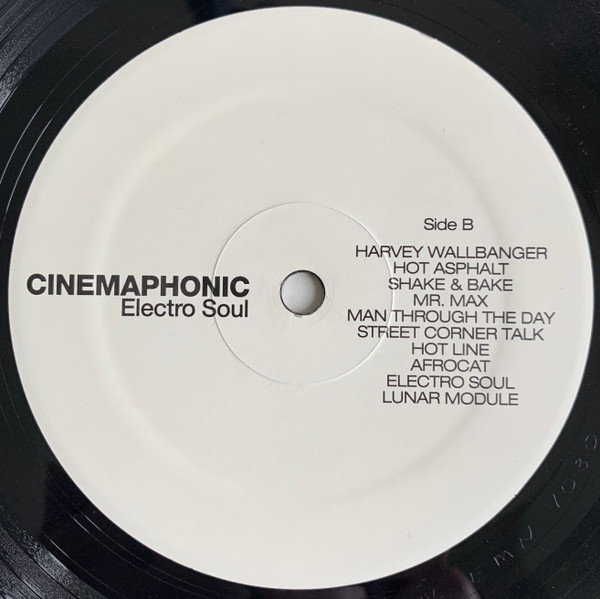 CINEMAPHONIC
Electro Soul
Side B
HARVEY WALLBANGER
HOT ASPHALT
SHAKE & BAKE
MR. MAX
MAN THROUGH THE DAY
STREET CORNER TALK
HOT LINE
AFROCAT
ELECTRO SOUL
LUNAR MODULE